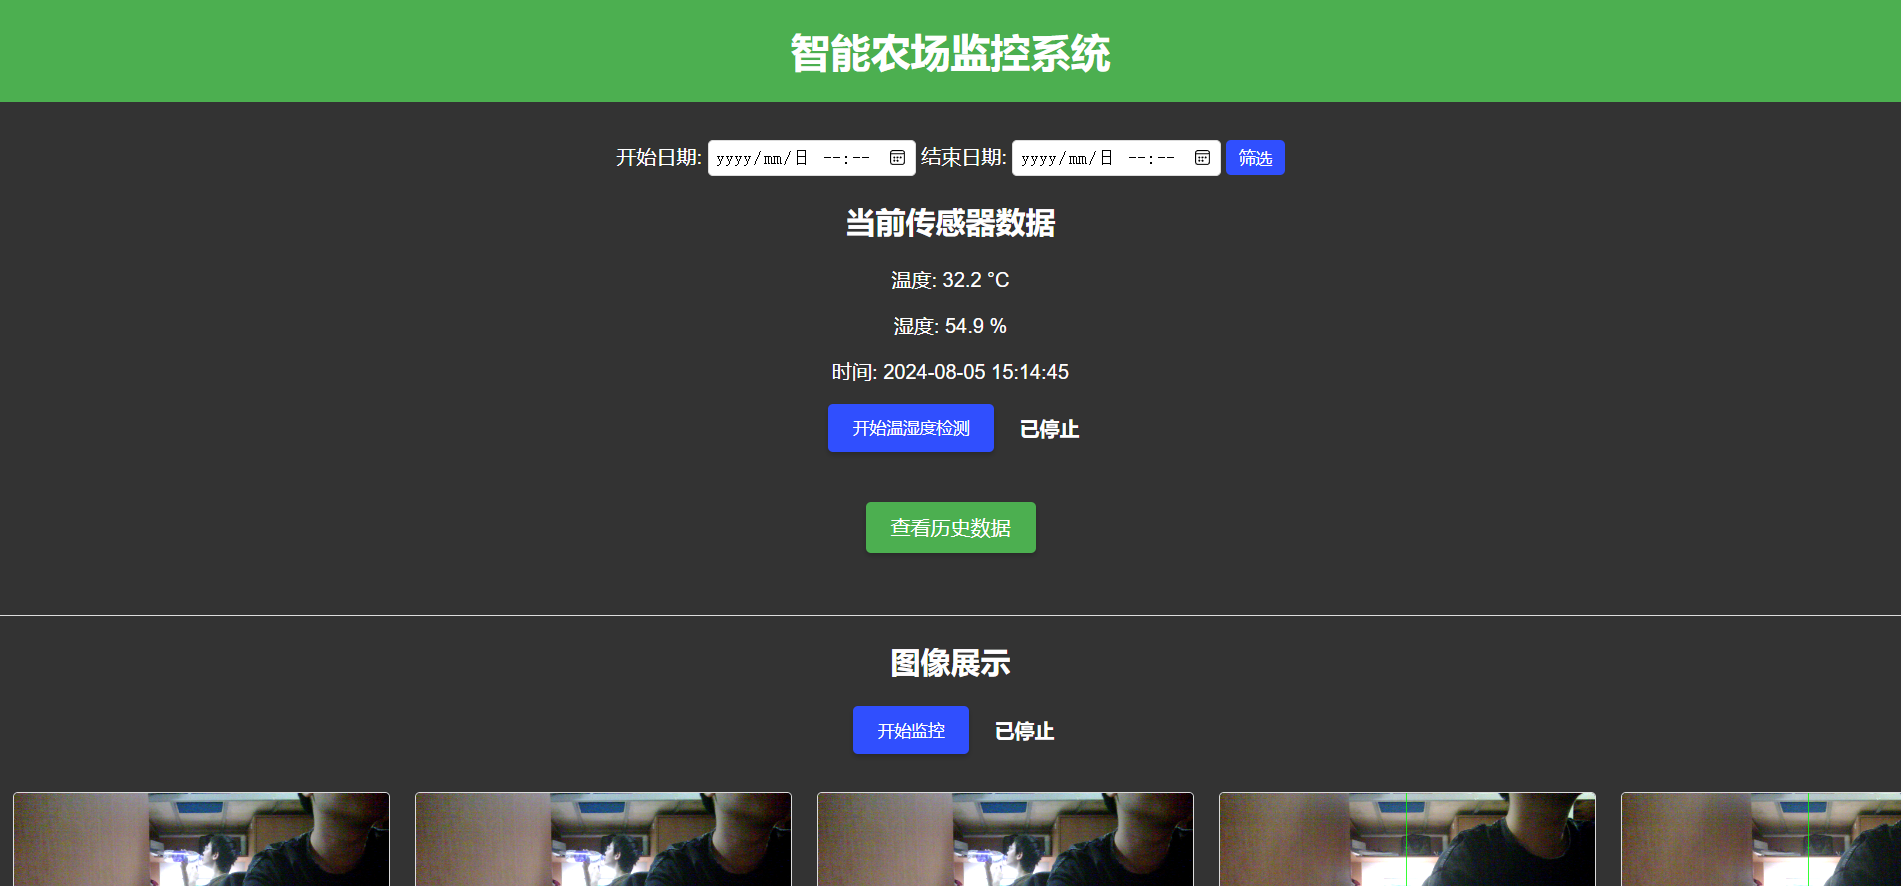 智能农场监控系统
开始日期: yyyy/mm/日 --:-- 结束日期: yyyy/mm/日 --:-- 筛选
当前传感器数据
温度: 32.2 °C
湿度: 54.9 %
时间: 2024-08-05 15:14:45
开始温湿度检测 已停止
查看历史数据
图像展示
开始监控 已停止